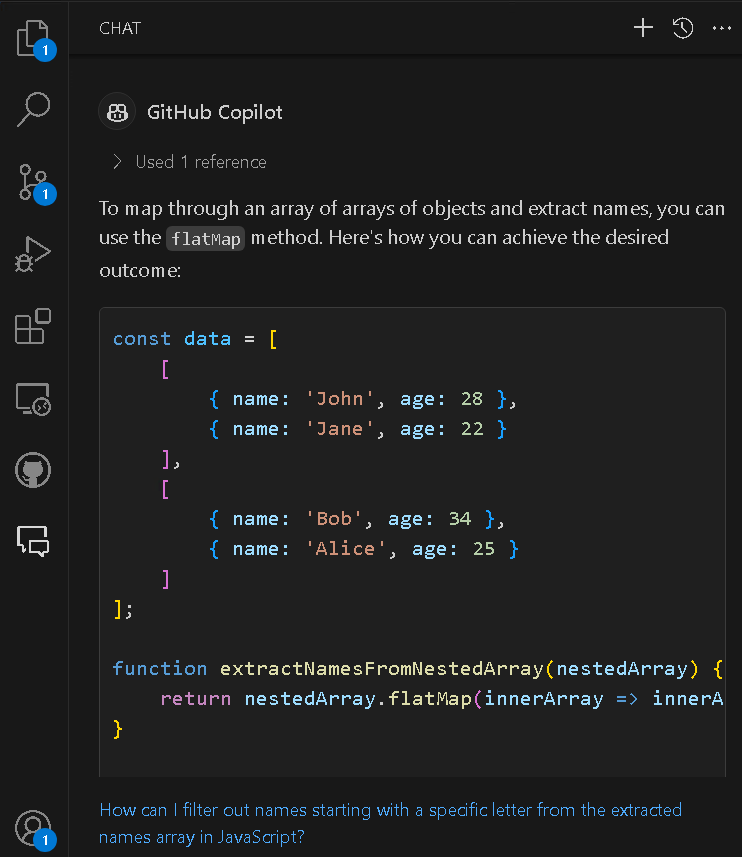 CHAT
1
GitHub Copilot
Used 1 reference
1
To map through an array of arrays of objects and extract names, you can
use the flatMap method. Here's how you can achieve the desired
outcome:
const data = [
    [
        { name: 'John', age: 28 },
        { name: 'Jane', age: 22 }
    ],
    [
        { name: 'Bob', age: 34 },
        { name: 'Alice', age: 25 }
    ]
];
function extractNamesFromNestedArray(nestedArray) {
    return nestedArray.flatMap(innerArray => innerA
}
How can I filter out names starting with a specific letter from the extracted
names array in JavaScript?
1